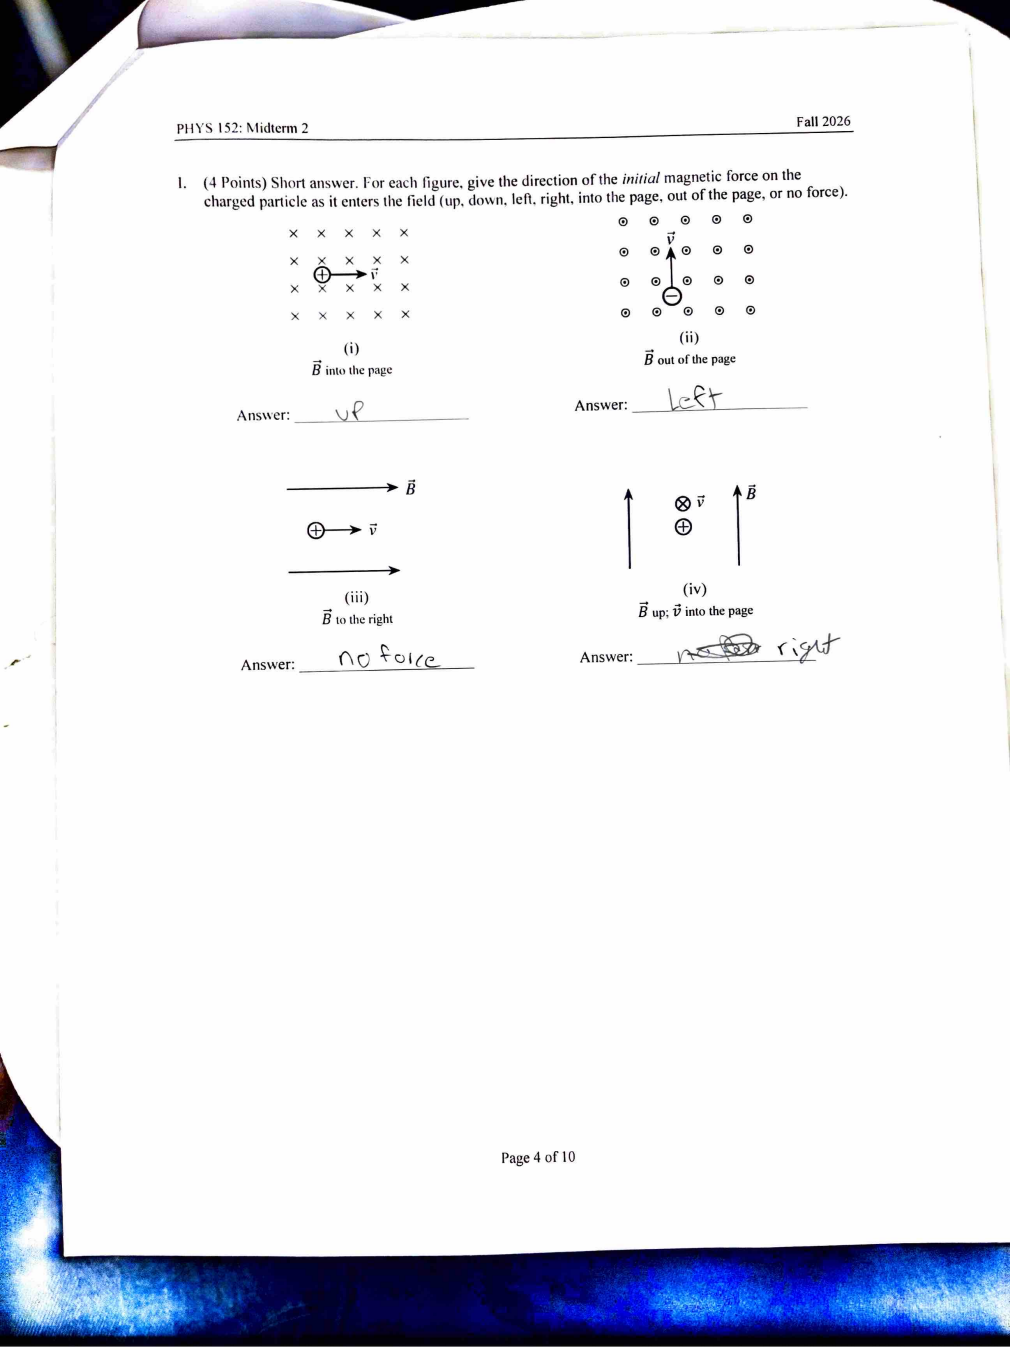 PHYS 152: Midterm 2 Fall 2026
1. (4 Points) Short answer. For each figure, give the direction of the initial magnetic force on the
charged particle as it enters the field (up, down, left, right, into the page, out of the page, or no force).
v⃗
v⃗
(i)
B⃗ into the page
(ii)
B⃗ out of the page
Answer: up
Answer: Left
B⃗
v⃗
v⃗
B⃗
(iii)
B⃗ to the right
(iv)
B⃗ up; v⃗ into the page
Answer: no force
Answer: right
Page 4 of 10